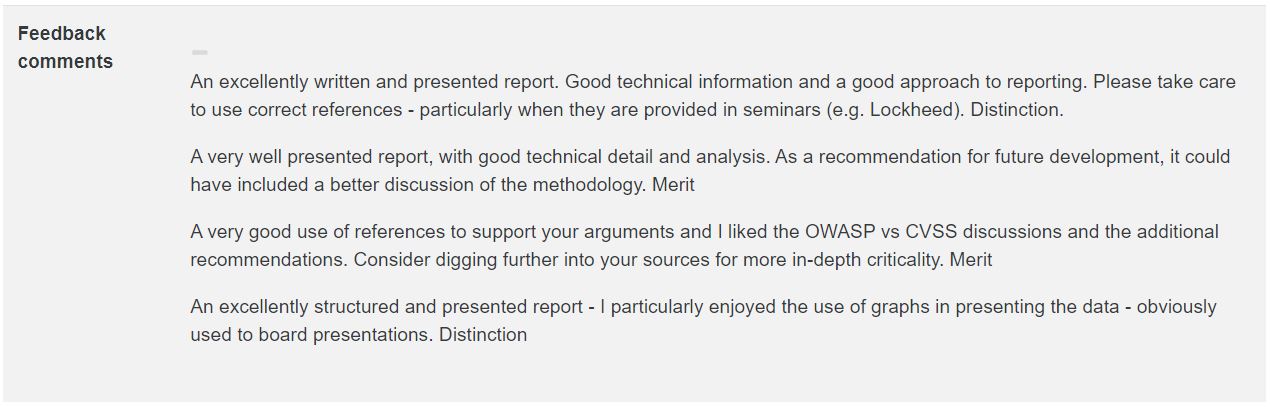 Feedback
comments
An excellently written and presented report. Good technical information and a good approach to reporting. Please take care
to use correct references - particularly when they are provided in seminars (e.g. Lockheed). Distinction.
A very well presented report, with good technical detail and analysis. As a recommendation for future development, it could
have included a better discussion of the methodology. Merit
A very good use of references to support your arguments and I liked the OWASP vs CVSS discussions and the additional
recommendations. Consider digging further into your sources for more in-depth criticality. Merit
An excellently structured and presented report - I particularly enjoyed the use of graphs in presenting the data - obviously
used to board presentations. Distinction